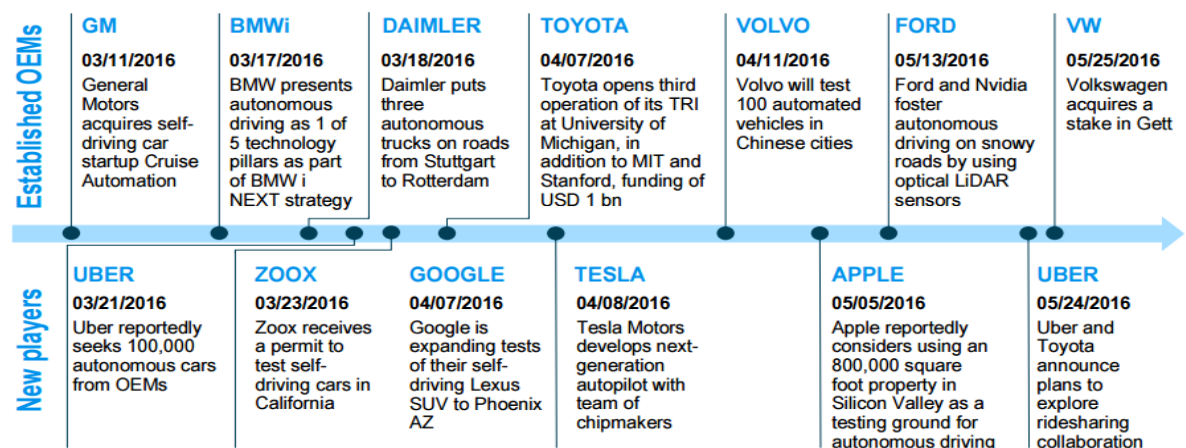 Established OEMs
GM
03/11/2016
General
Motors
acquires self-
driving car
startup Cruise
Automation
BMWi
03/17/2016
BMW presents
autonomous
driving as 1 of
5 technology
pillars as part
of BMW i
NEXT strategy
DAIMLER
03/18/2016
Daimler puts
three
autonomous
trucks on roads
from Stuttgart
to Rotterdam
TOYOTA
04/07/2016
Toyota opens third
operation of its TRI
at University of
Michigan, in
addition to MIT and
Stanford, funding of
USD 1 bn
VOLVO
04/11/2016
Volvo will test
100 automated
vehicles in
Chinese cities
FORD
05/13/2016
Ford and Nvidia
foster
autonomous
driving on snowy
roads by using
optical LiDAR
sensors
VW
05/25/2016
Volkswagen
acquires a
stake in Gett
New players
UBER
03/21/2016
Uber reportedly
seeks 100,000
autonomous cars
from OEMs
ZOOX
03/23/2016
Zoox receives
a permit to
test self-
driving cars in
California
GOOGLE
04/07/2016
Google is
expanding tests
of their self-
driving Lexus
SUV to Phoenix
AZ
TESLA
04/08/2016
Tesla Motors
develops next-
generation
autopilot with
team of
chipmakers
APPLE
05/05/2016
Apple reportedly
considers using an
800,000 square
foot property in
Silicon Valley as a
testing ground for
autonomous driving
UBER
05/24/2016
Uber and
Toyota
announce
plans to
explore
ridesharing
collaboration